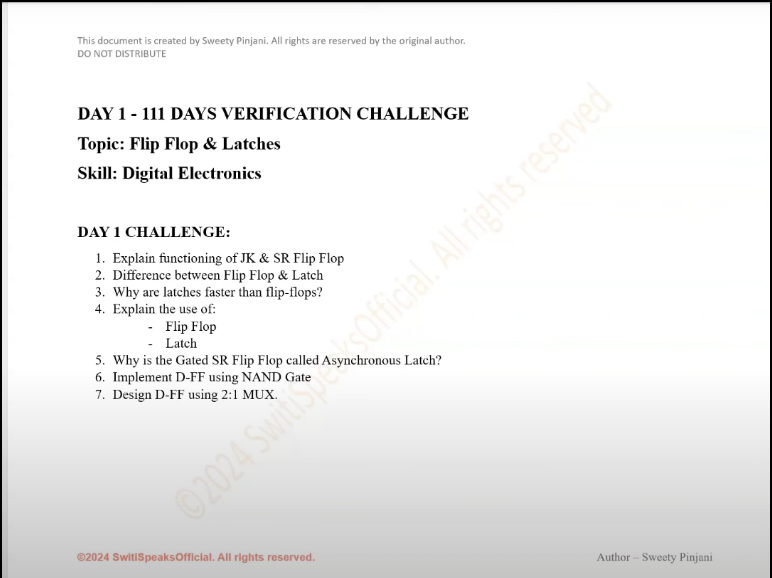 This document is created by Sweety Pinjani. All rights are reserved by the original author.
DO NOT DISTRIBUTE
DAY 1 - 111 DAYS VERIFICATION CHALLENGE
Topic: Flip Flop & Latches
Skill: Digital Electronics
DAY 1 CHALLENGE:
1. Explain functioning of JK & SR Flip Flop
2. Difference between Flip Flop & Latch
3. Why are latches faster than flip-flops?
4. Explain the use of:
- Flip Flop
- Latch
5. Why is the Gated SR Flip Flop called Asynchronous Latch?
6. Implement D-FF using NAND Gate
7. Design D-FF using 2:1 MUX.
©2024 SwitiSpeaksOfficial. All rights reserved
©2024 SwitiSpeaksOfficial. All rights reserved.
Author – Sweety Pinjani